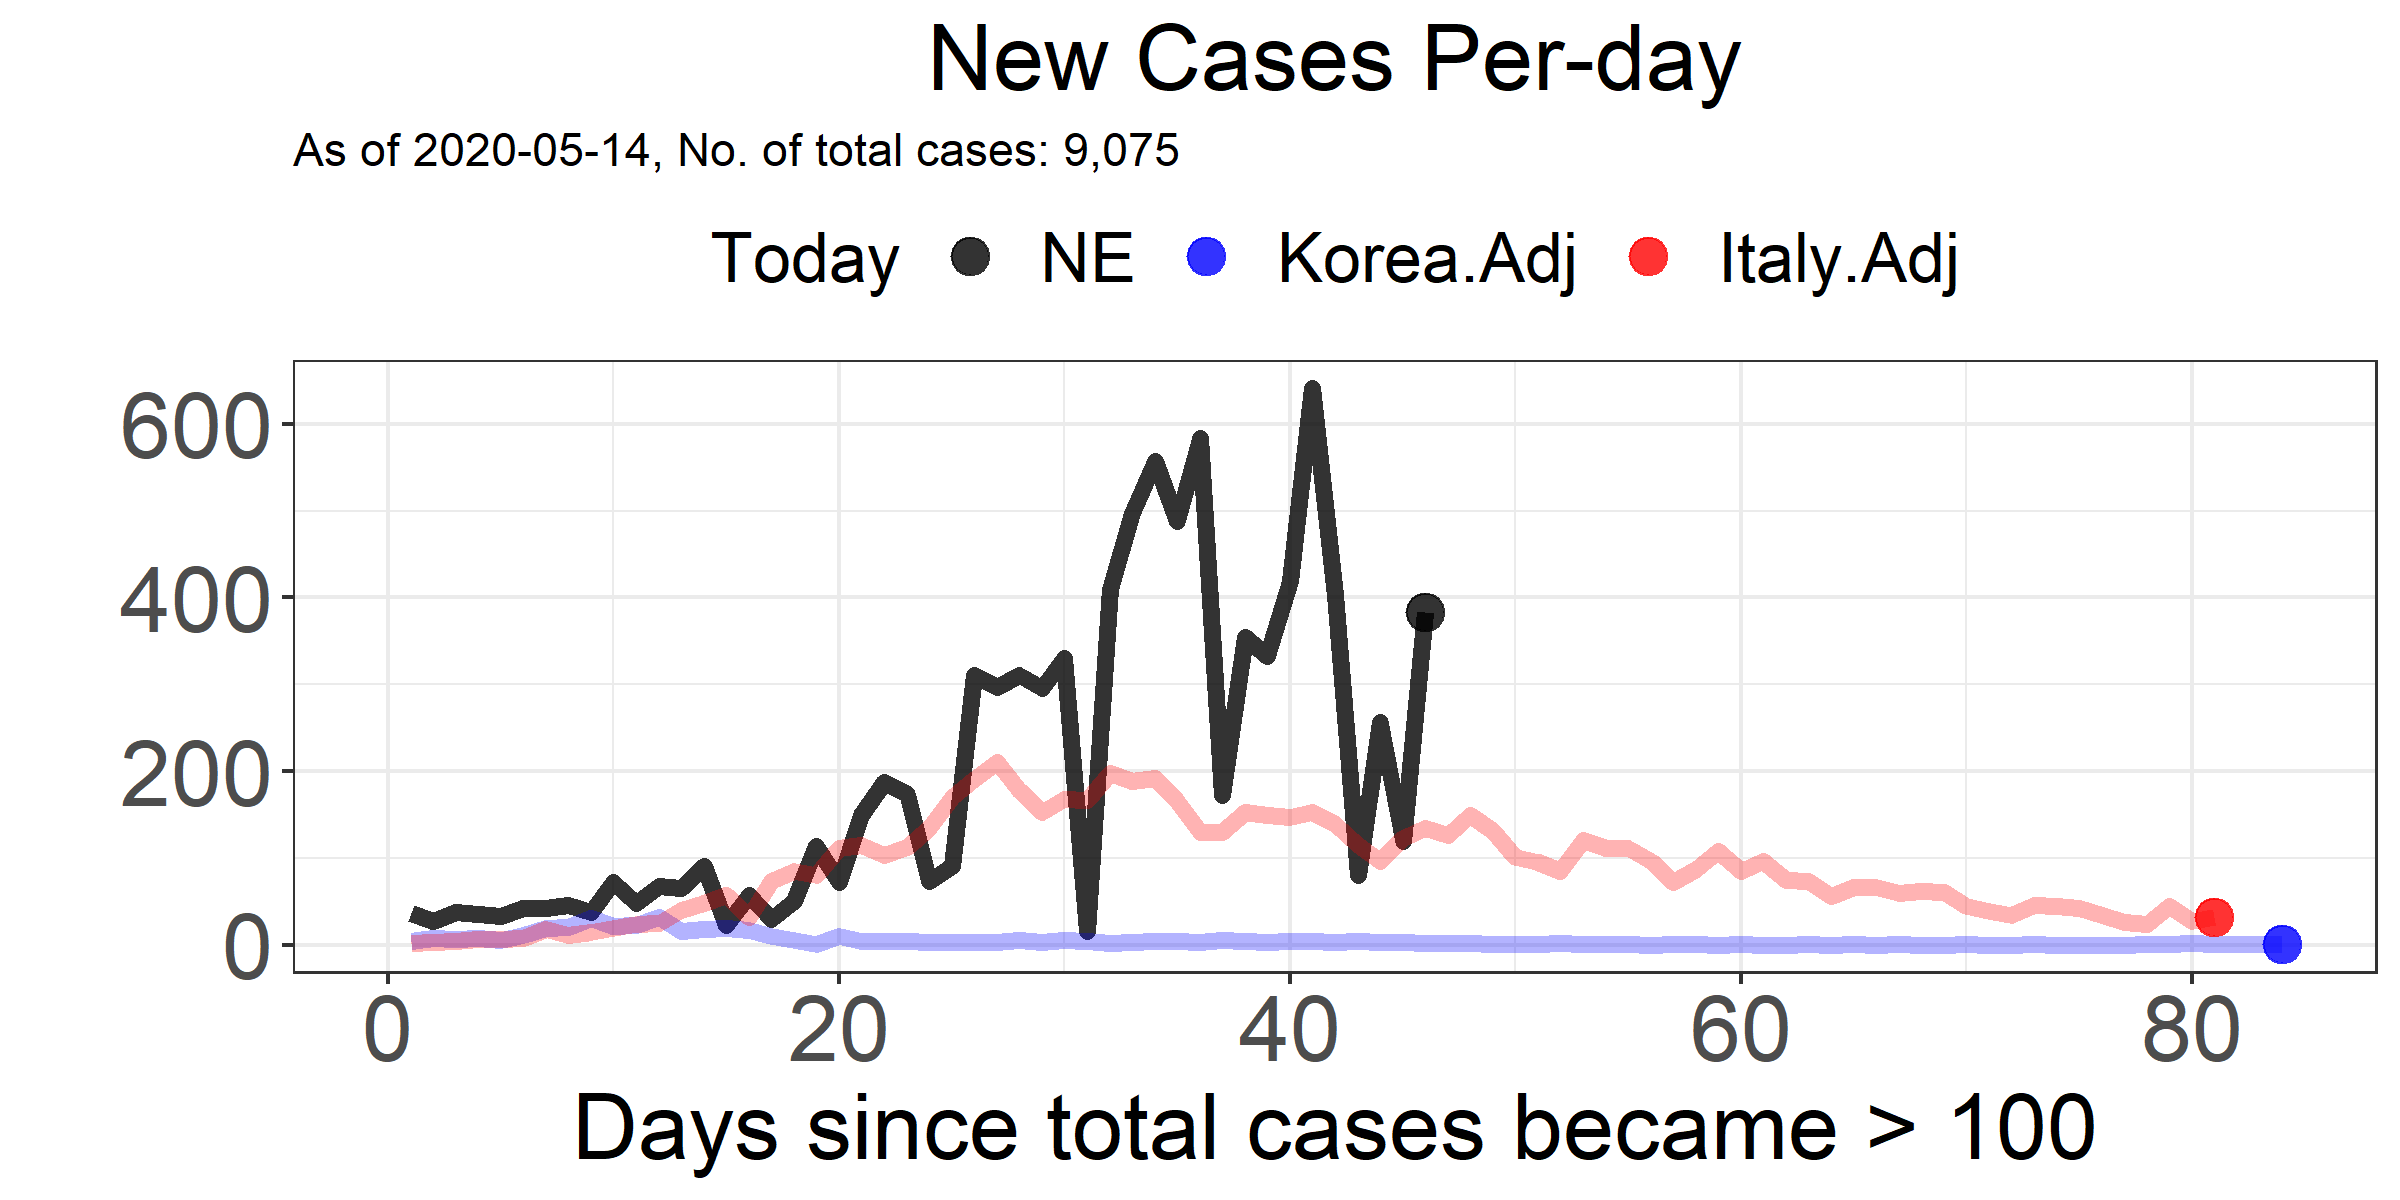 New Cases Per-day
As of 2020-05-14, No. of total cases: 9,075
Today NE Korea.Adj Italy.Adj
600
400
200
0
0 20 40 60 80
Days since total cases became > 100